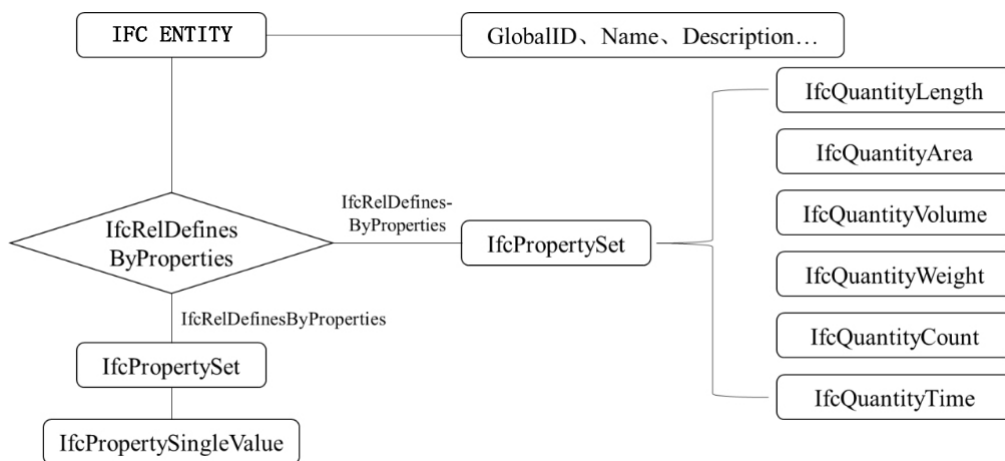 IFC ENTITY
GlobalID、Name、Description…
IfcQuantityLength
IfcQuantityArea
IfcQuantityVolume
IfcQuantityWeight
IfcQuantityCount
IfcQuantityTime
IfcRelDefines
ByProperties
IfcRelDefines-
ByProperties
IfcPropertySet
IfcRelDefinesByProperties
IfcPropertySet
IfcPropertySingleValue